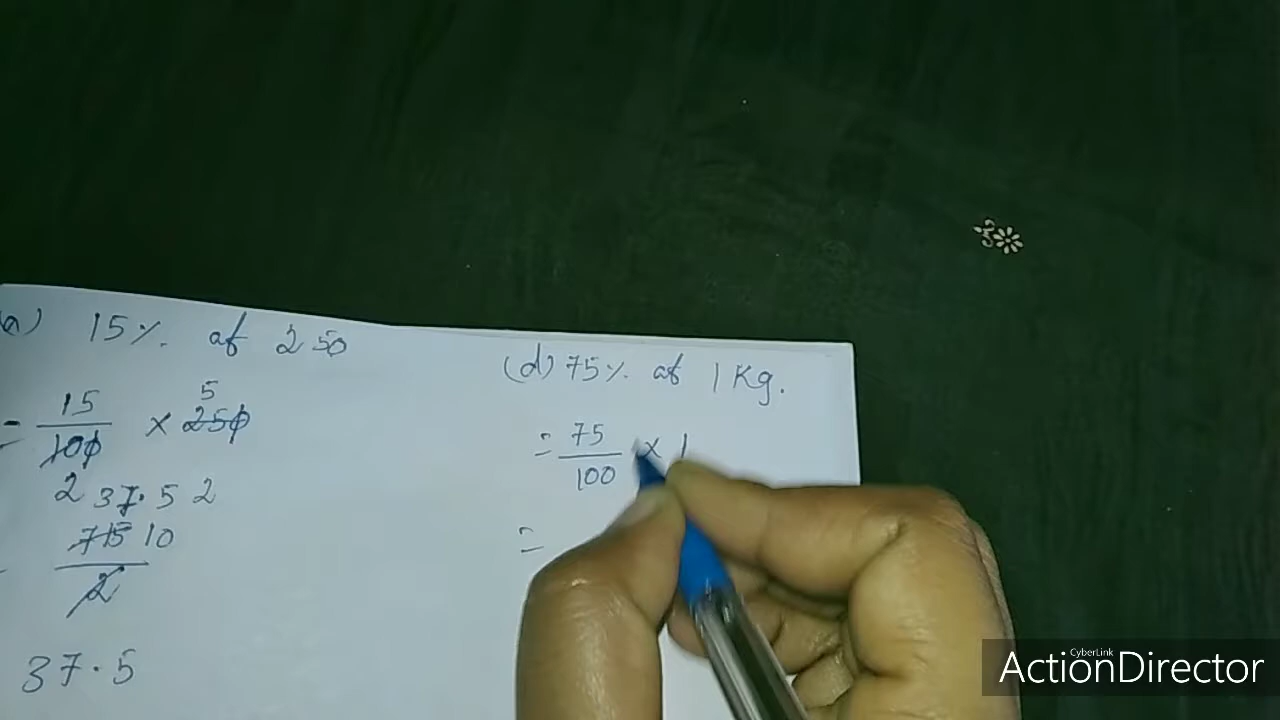 a) 15% of 250
5
= 15/100 × 250
2 37.5 2
75 10
2
37.5
(d) 75% of 1 Kg.
= 75/100 × 1
=
CyberLink
ActionDirector